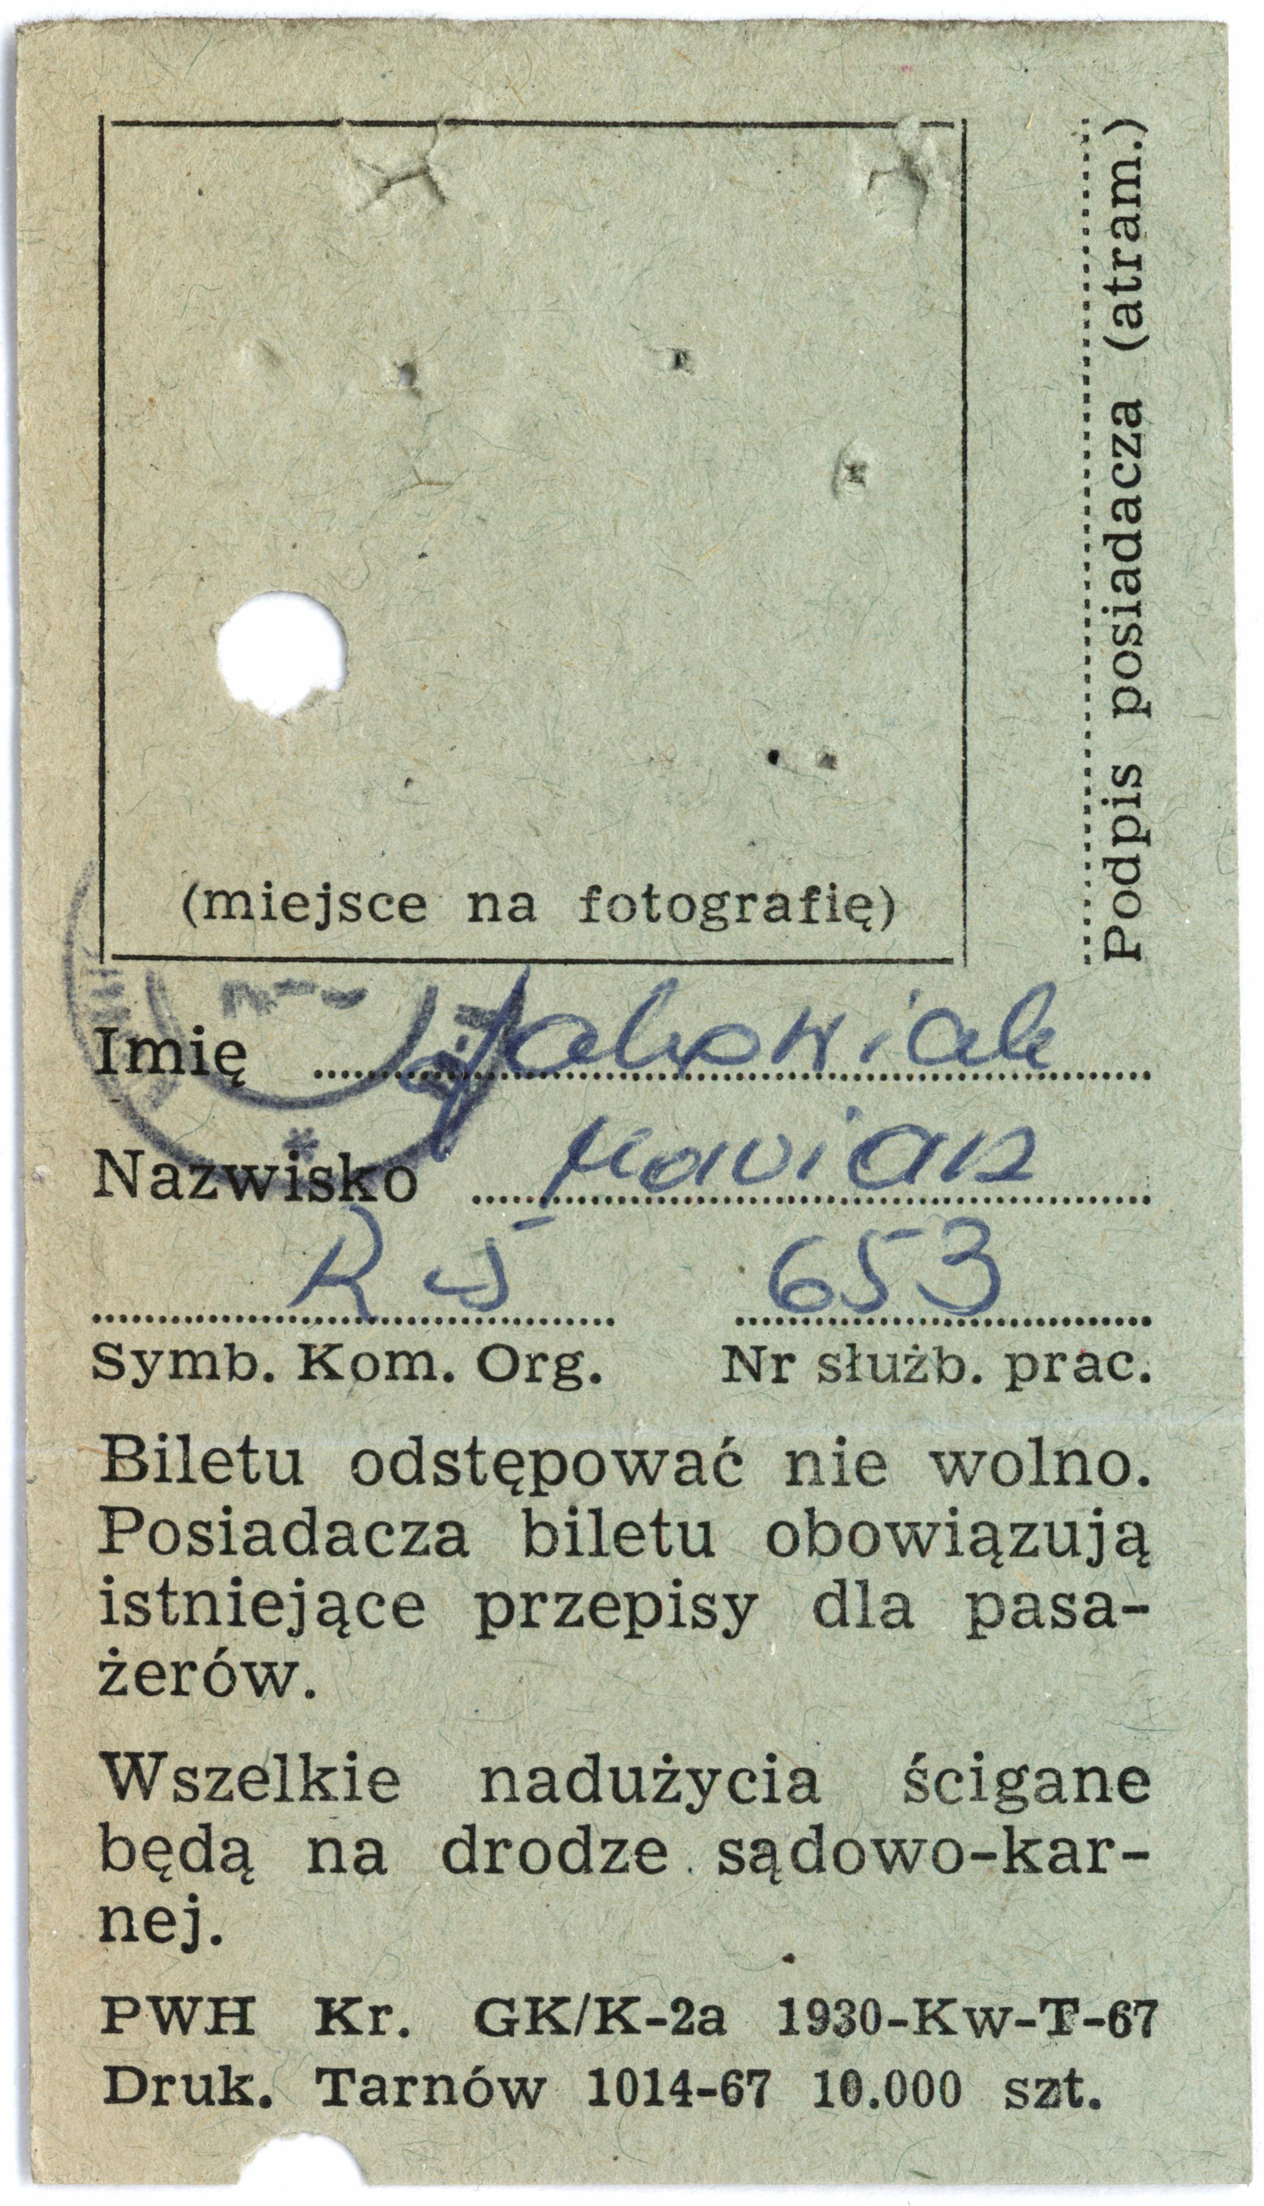 Podpis posiadacza (atram.)
(miejsce na fotografię)
Imię
Nazwisko Marian
653
Symb. Kom. Org. Nr służb. prac.
Biletu odstępować nie wolno.
Posiadacza biletu obowiązują
istniejące przepisy dla pasa-
żerów.
Wszelkie nadużycia ścigane
będą na drodze sądowo-kar-
nej.
PWH Kr. GK/K-2a 1930-Kw-T-67
Druk. Tarnów 1014-67 10.000 szt.